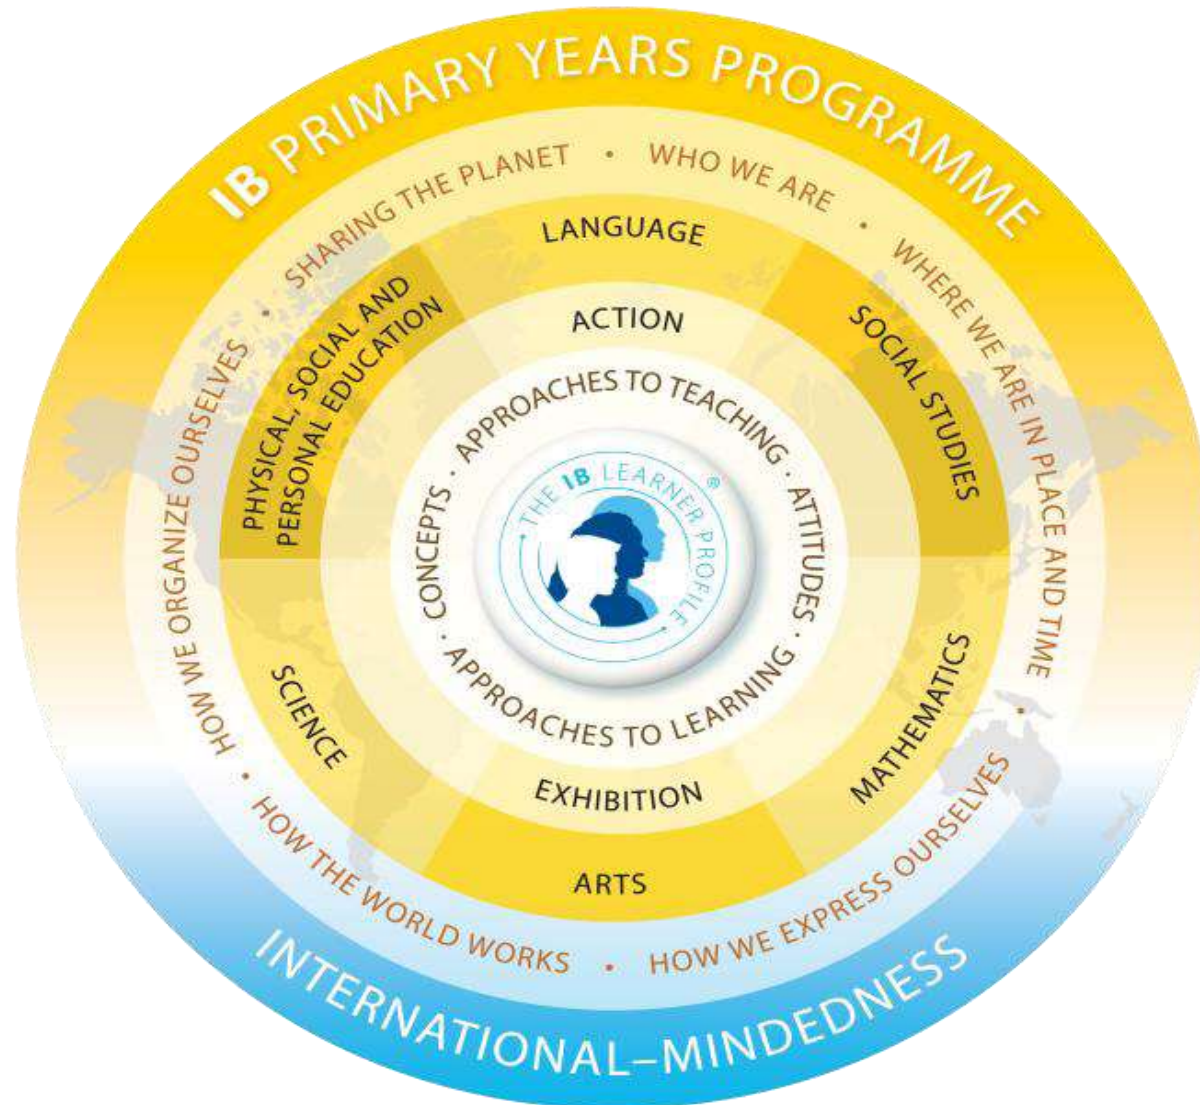 IB PRIMARY YEARS PROGRAMME
SHARING THE PLANET • WHO WE ARE • WHERE WE ARE IN PLACE AND TIME •
HOW WE EXPRESS OURSELVES •
HOW THE WORLD WORKS •
HOW WE ORGANIZE OURSELVES •
LANGUAGE
SOCIAL STUDIES
MATHEMATICS
ARTS
SCIENCE
PHYSICAL, SOCIAL AND
PERSONAL EDUCATION
ACTION
EXHIBITION
APPROACHES TO TEACHING •
ATTITUDES •
APPROACHES TO LEARNING •
CONCEPTS •
• THE IB LEARNER PROFILE • ®
INTERNATIONAL–MINDEDNESS